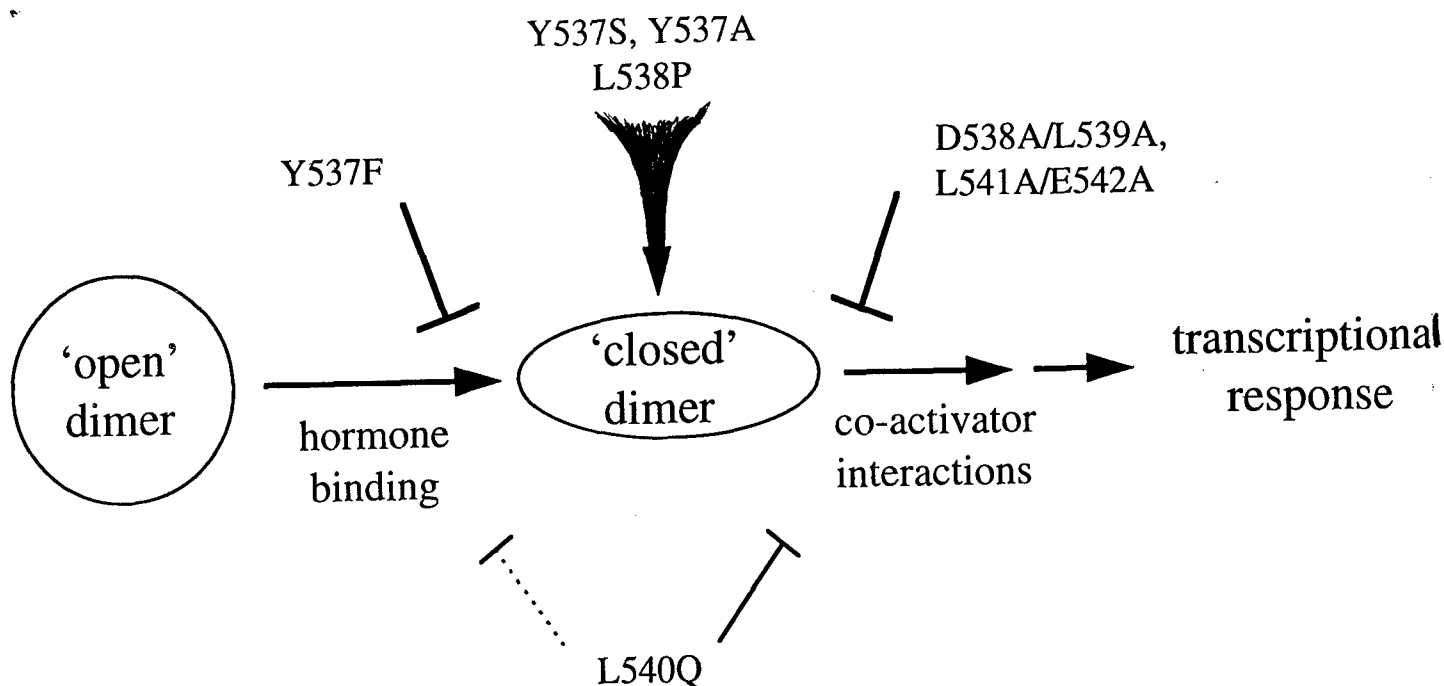 Y537S, Y537A
L538P
Y537F
D538A/L539A,
L541A/E542A
‘open’
dimer
hormone
binding
‘closed’
dimer
co-activator
interactions
transcriptional
response
L540Q